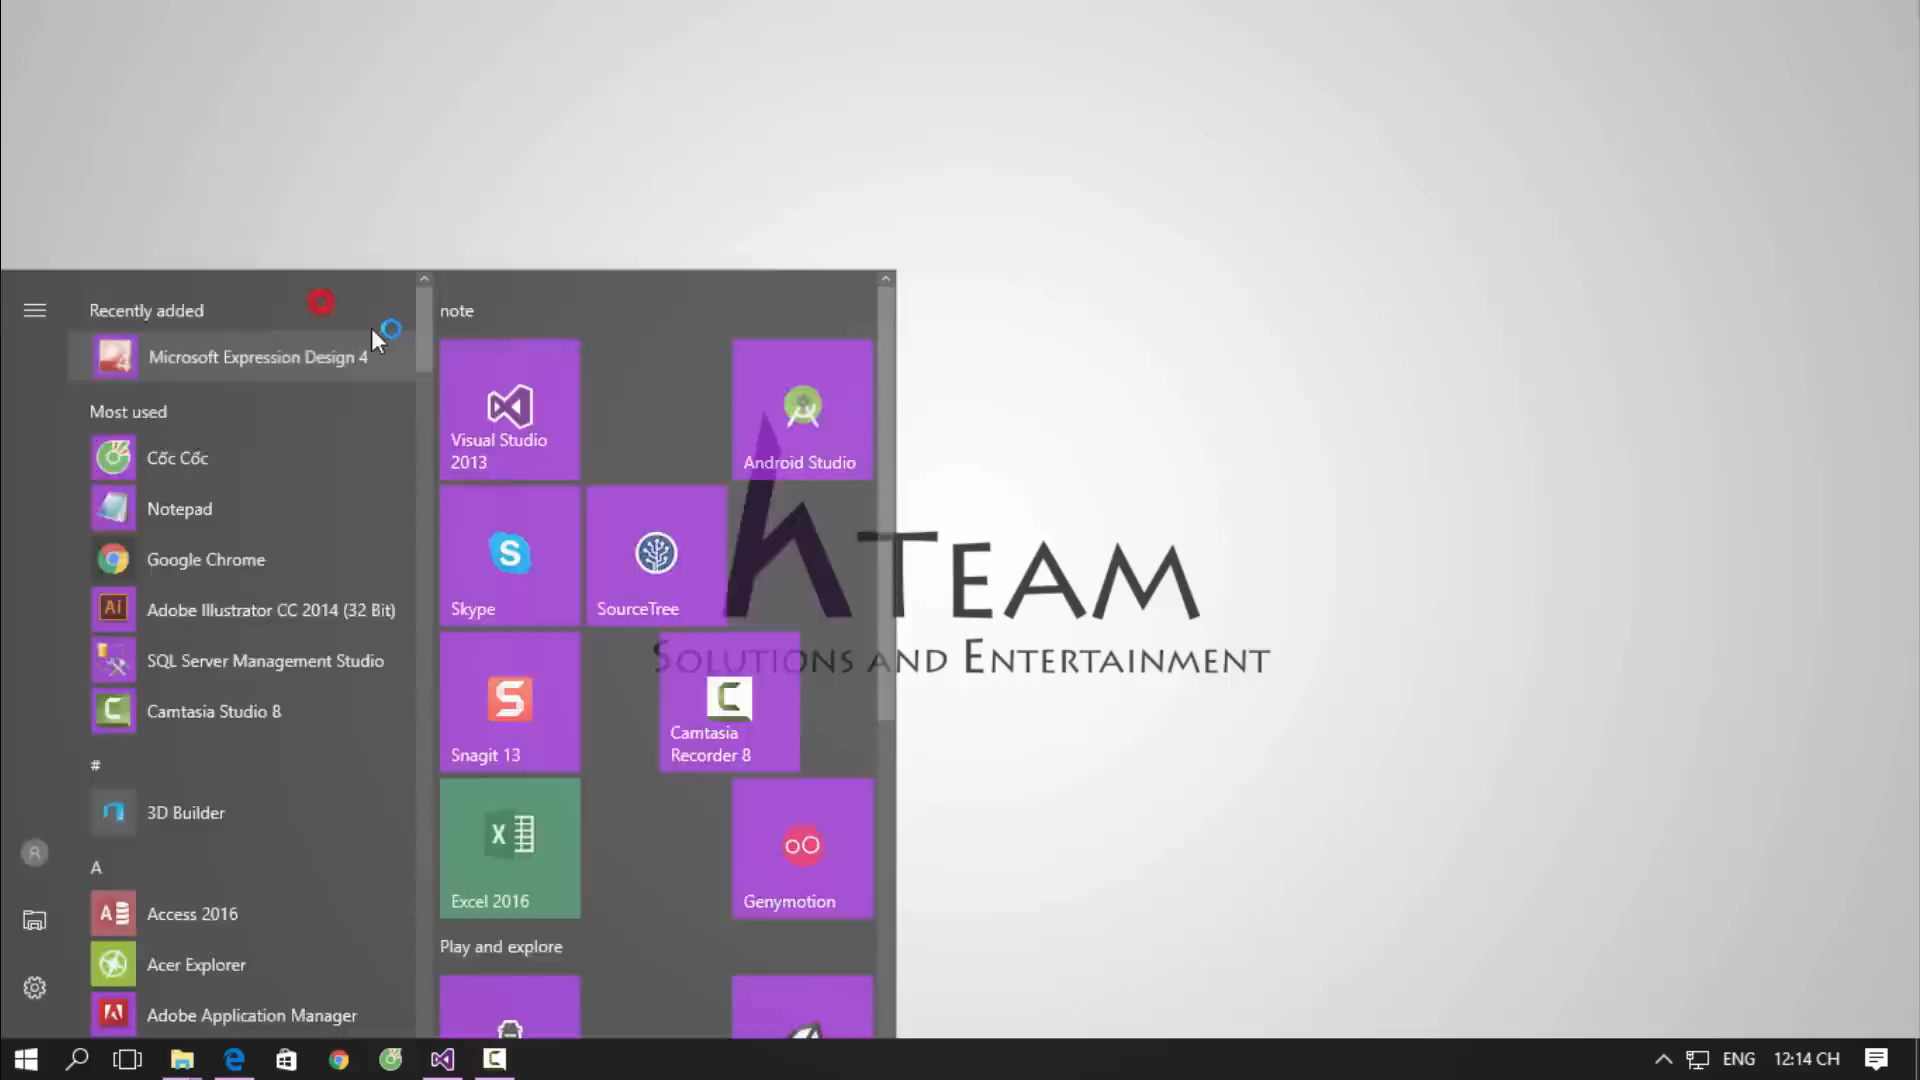 Recently added
Microsoft Expression Design 4
Most used
Cốc Cốc
Notepad
Google Chrome
Ai
Adobe Illustrator CC 2014 (32 Bit)
SQL Server Management Studio
Camtasia Studio 8
#
3D Builder
A
Access 2016
Acer Explorer
Adobe Application Manager
note
Visual Studio
2013
Android Studio
Skype
SourceTree
Snagit 13
Camtasia
Recorder 8
Excel 2016
Genymotion
Play and explore
hTEAM
SOLUTIONS AND ENTERTAINMENT
ENG
12:14 CH